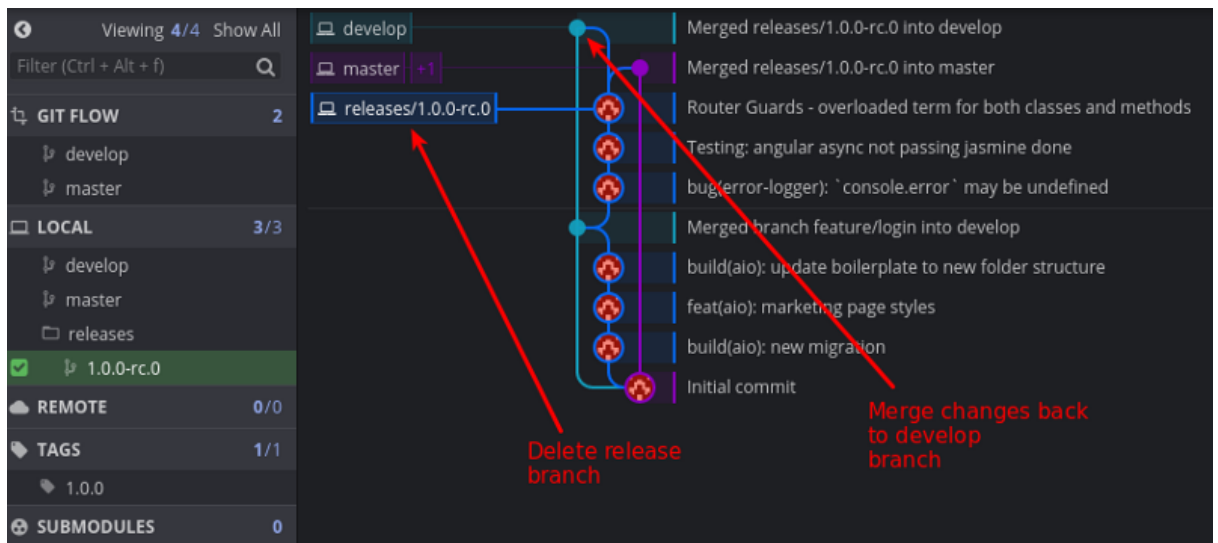 Viewing 4/4 Show All
Filter (Ctrl + Alt + f)
GIT FLOW 2
develop
master
LOCAL 3/3
develop
master
releases
1.0.0-rc.0
REMOTE 0/0
TAGS 1/1
1.0.0
SUBMODULES 0
develop
master +1
releases/1.0.0-rc.0
Merged releases/1.0.0-rc.0 into develop
Merged releases/1.0.0-rc.0 into master
Router Guards - overloaded term for both classes and methods
Testing: angular async not passing jasmine done
bug(error-logger): `console.error` may be undefined
Merged branch feature/login into develop
build(aio): update boilerplate to new folder structure
feat(aio): marketing page styles
build(aio): new migration
Initial commit
Delete release
branch
Merge changes back
to develop
branch